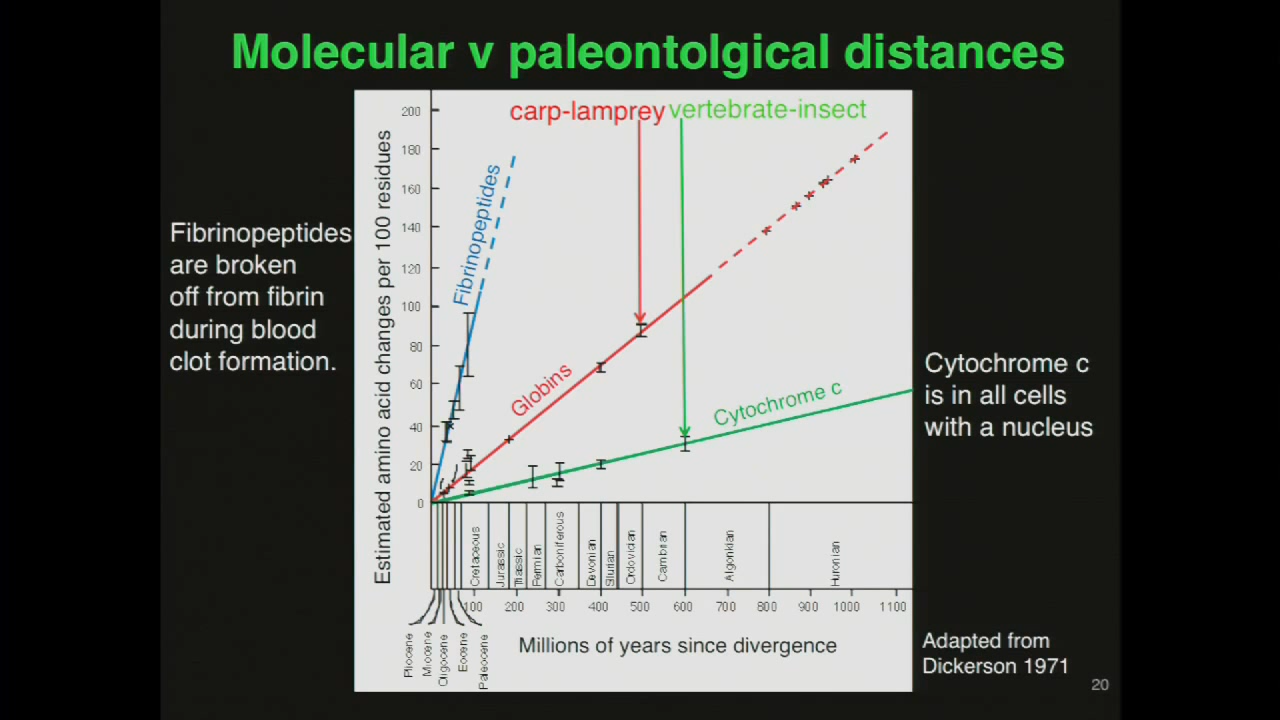 Molecular v paleontolgical distances
carp-lamprey
vertebrate-insect
Fibrinopeptides
are broken
off from fibrin
during blood
clot formation.
Estimated amino acid changes per 100 residues
200
180
160
140
120
100
80
60
40
20
0
Fibrinopeptides
Globins
Cytochrome c
Cytochrome c
is in all cells
with a nucleus
Cretaceous
Jurassic
Triassic
Permian
Carboniferous
Devonian
Silurian
Ordovician
Cambrian
Algonkian
Huronian
100 200 300 400 500 600 700 800 900 1000 1100
Pliocene
Miocene
Oligocene
Eocene
Paleocene
Millions of years since divergence
Adapted from
Dickerson 1971
20